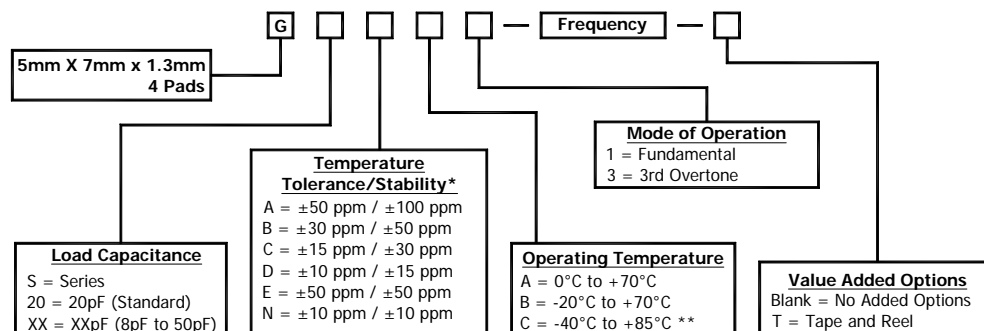 G
Frequency
5mm X 7mm x 1.3mm
4 Pads
Mode of Operation
1 = Fundamental
3 = 3rd Overtone
Temperature
Tolerance/Stability*
A = ±50 ppm / ±100 ppm
B = ±30 ppm / ±50 ppm
C = ±15 ppm / ±30 ppm
D = ±10 ppm / ±15 ppm
E = ±50 ppm / ±50 ppm
N = ±10 ppm / ±10 ppm
Load Capacitance
S = Series
20 = 20pF (Standard)
XX = XXpF (8pF to 50pF)
Operating Temperature
A = 0°C to +70°C
B = -20°C to +70°C
C = -40°C to +85°C **
Value Added Options
Blank = No Added Options
T = Tape and Reel